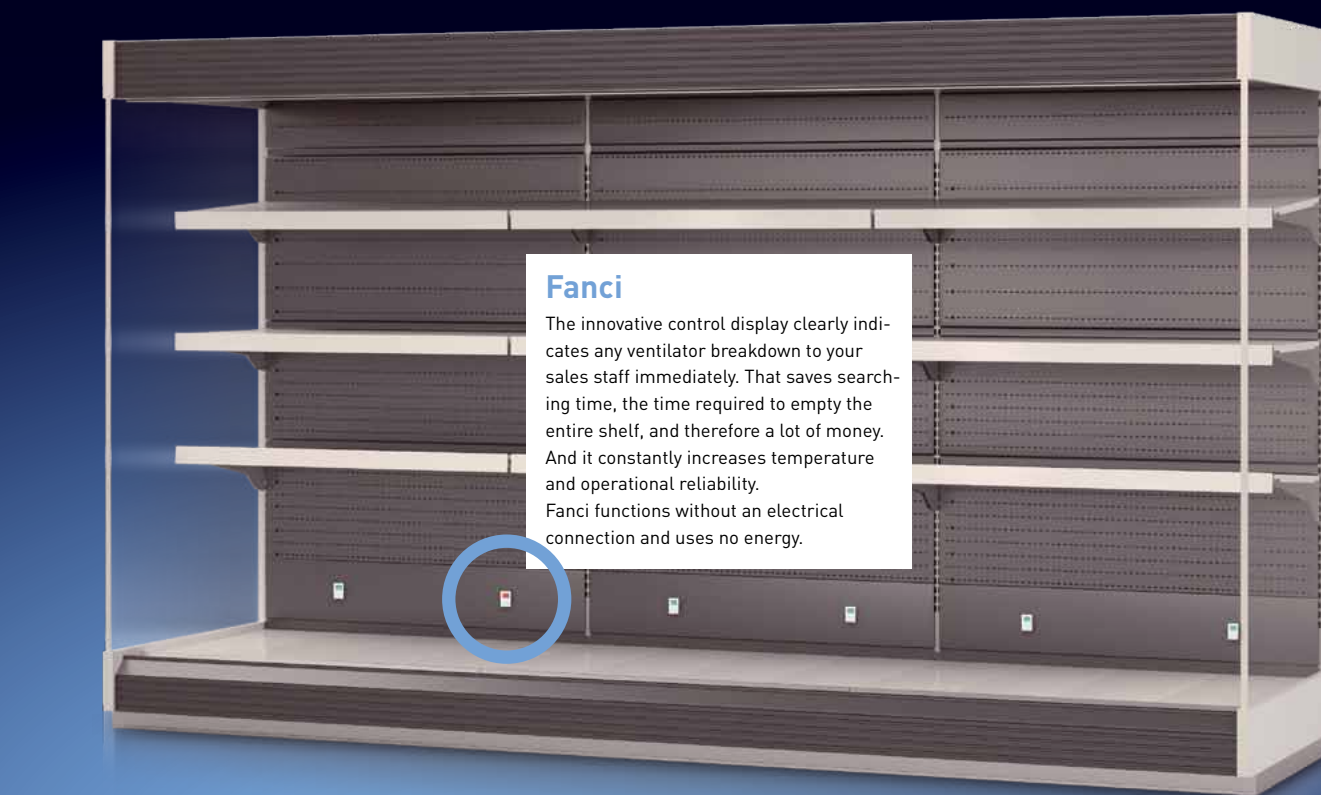 Fanci
The innovative control display clearly indi-
cates any ventilator breakdown to your
sales staff immediately. That saves search-
ing time, the time required to empty the
entire shelf, and therefore a lot of money.
And it constantly increases temperature
and operational reliability.
Fanci functions without an electrical
connection and uses no energy.